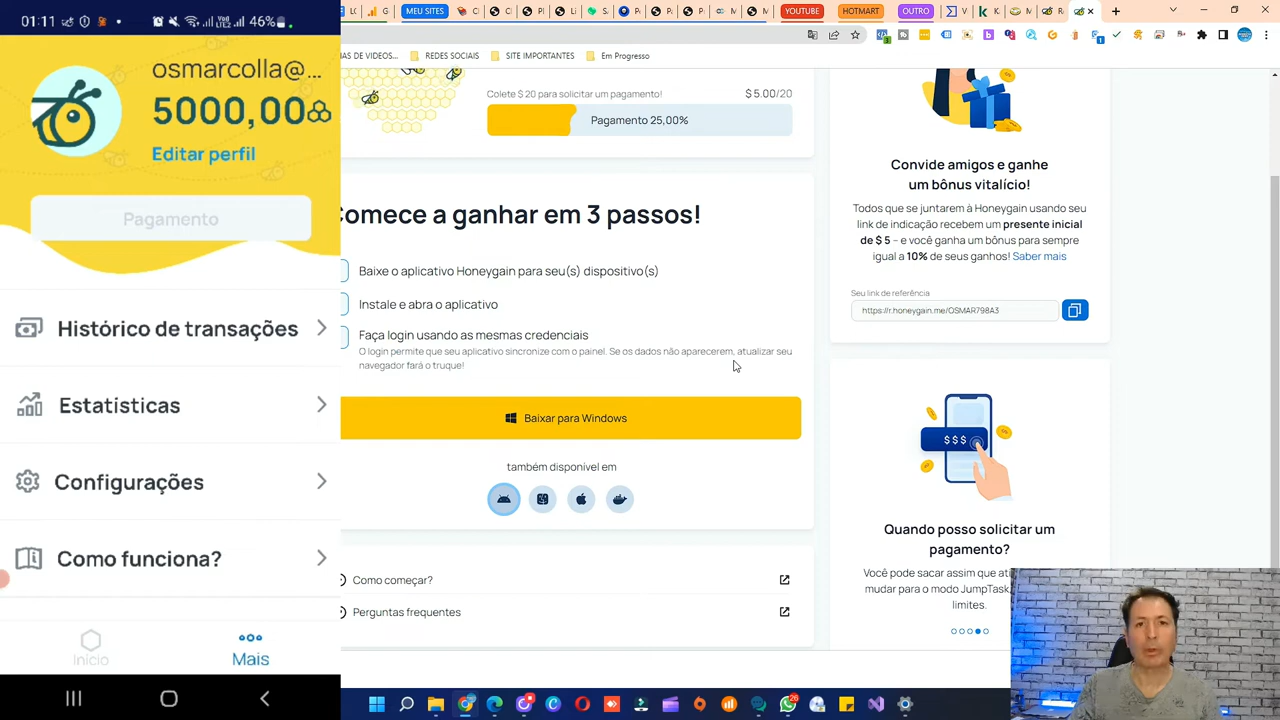 01:11
46%
osmarcolla@...
5000,00
Editar perfil
Pagamento
Histórico de transações
Estatisticas
Configurações
Como funciona?
Inicio
Mais
MEU SITES
YOUTUBE
HOTMART
OUTRO
AS DE VIDEOS...
REDES SOCIAIS
SITE IMPORTANTES
Em Progresso
Colete $ 20 para solicitar um pagamento!
$ 5.00/20
Pagamento 25,00%
Comece a ganhar em 3 passos!
Baixe o aplicativo Honeygain para seu(s) dispositivo(s)
Instale e abra o aplicativo
Faça login usando as mesmas credenciais
O login permite que seu aplicativo sincronize com o painel. Se os dados não aparecerem, atualizar seu
navegador fará o truque!
Baixar para Windows
também disponível em
Como começar?
Perguntas frequentes
Convide amigos e ganhe
um bônus vitalício!
Todos que se juntarem à Honeygain usando seu
link de indicação recebem um presente inicial
de $ 5 – e você ganha um bônus para sempre
igual a 10% de seus ganhos! Saber mais
Seu link de referência
https://r.honeygain.me/OSMAR798A3
$ $ $
Quando posso solicitar um
pagamento?
Você pode sacar assim que ati
mudar para o modo JumpTask
limites.